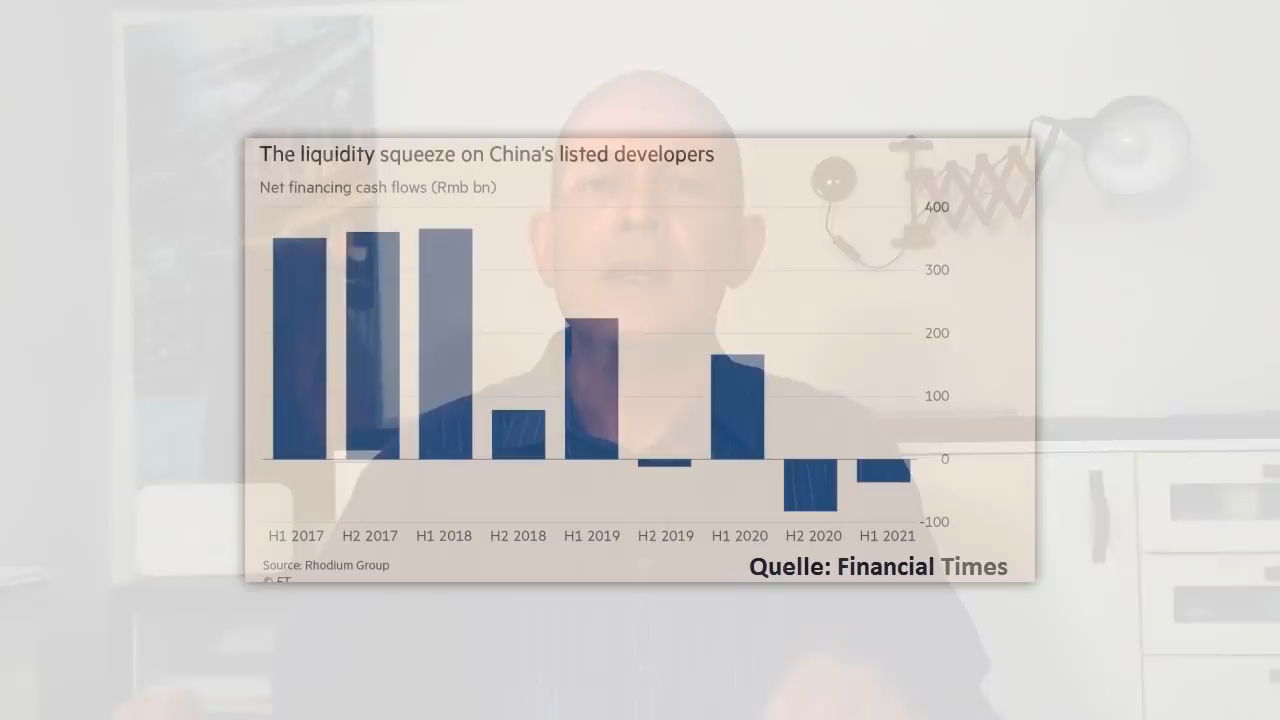 The liquidity squeeze on China's listed developers
Net financing cash flows (Rmb bn)
400
300
200
100
0
-100
H1 2017 H2 2017 H1 2018 H2 2018 H1 2019 H2 2019 H1 2020 H2 2020 H1 2021
Source: Rhodium Group
© FT
Quelle: Financial Times